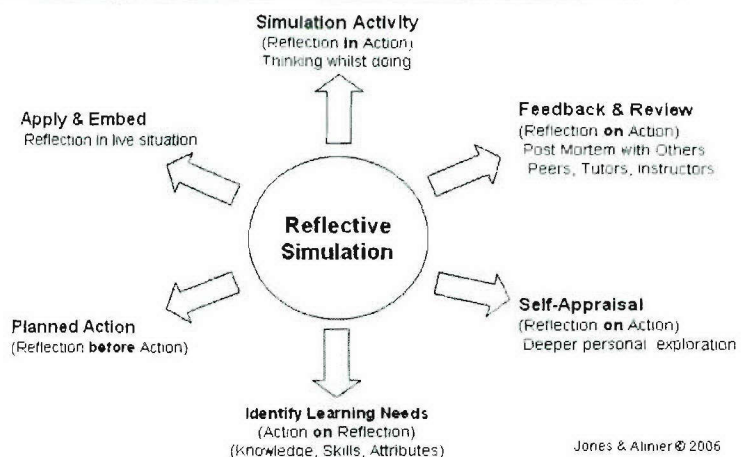 Simulation Activity
(Reflection in Action)
Thinking whilst doing
Feedback & Review
(Reflection on Action)
Post Mortem with Others
Peers, Tutors, instructors
Self-Appraisal
(Reflection on Action)
Deeper personal exploration
Identify Learning Needs
(Action on Reflection)
(Knowledge, Skills, Attributes)
Planned Action
(Reflection before Action)
Apply & Embed
Reflection in live situation
Reflective
Simulation
Jones & Alinier © 2006